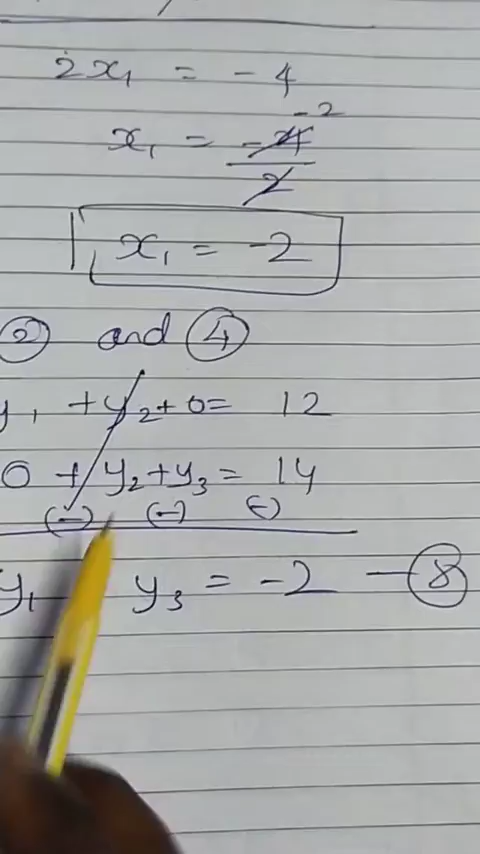 2x₁ = -4
x₁ = -4/2 -2
x₁ = -2
② and ④
y₁ + y₂ + 0 = 12
0 + y₂ + y₃ = 14
(-) (-) (-)
y₁ y₃ = -2 — ⑧